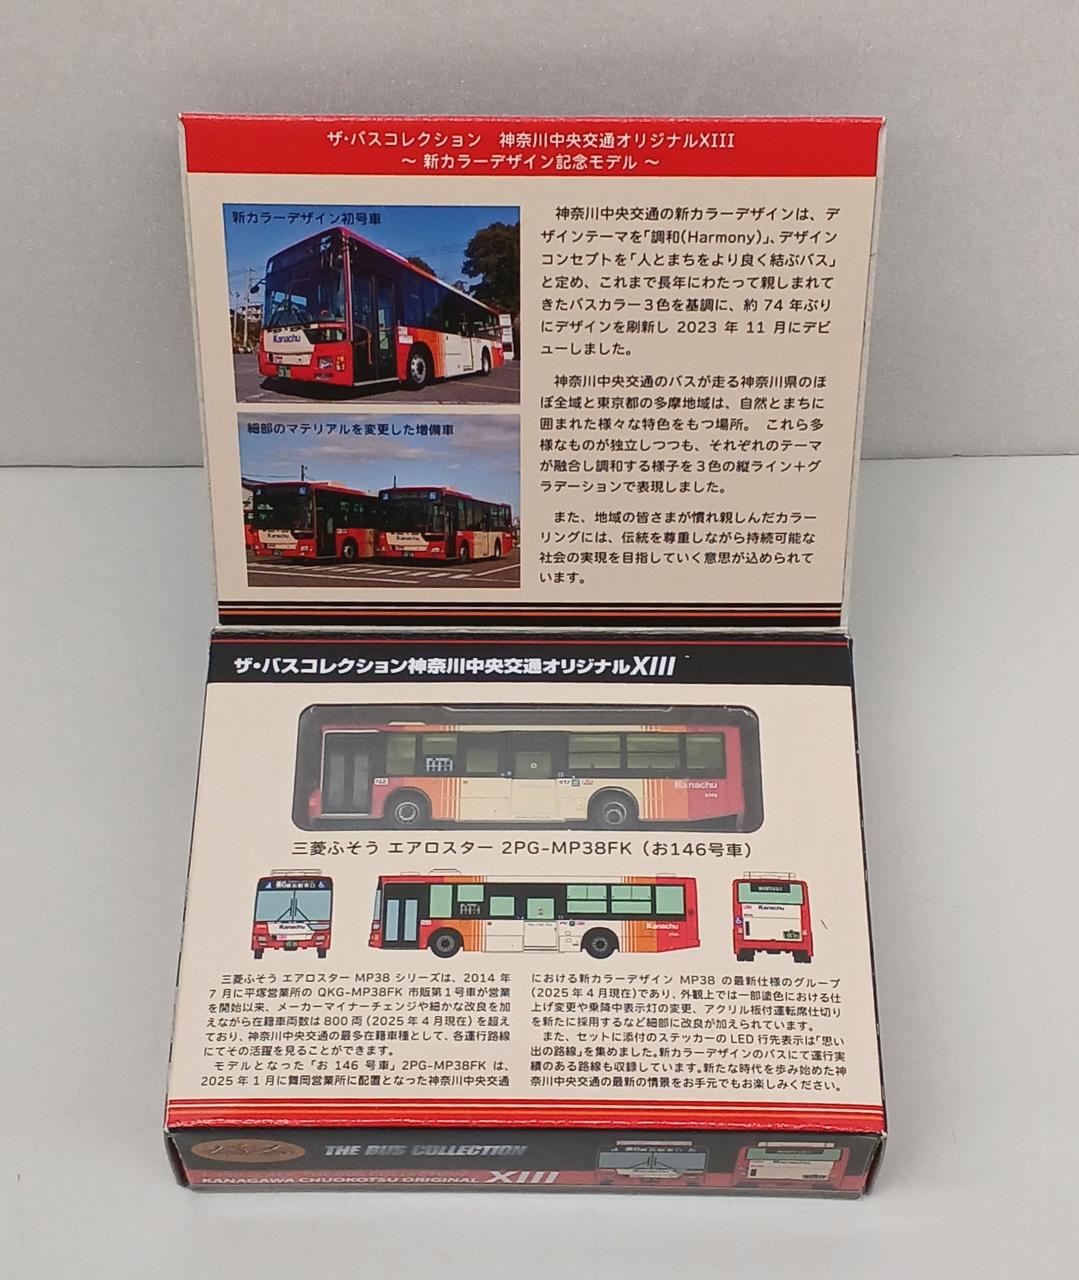 ザ・バスコレクション 神奈川中央交通オリジナルXIII
～ 新カラーデザイン記念モデル ～
新カラーデザイン初号車
Kanachu
細部のマテリアルを変更した増備車
神奈川中央交通の新カラーデザインは、デ
ザインテーマを「調和(Harmony)」、デザイン
コンセプトを「人とまちをより良く結ぶバス」
と定め、これまで長年にわたって親しまれて
きたバスカラー３色を基調に、約 74 年ぶり
にデザインを刷新し 2023 年 11 月にデビ
ューしました。
神奈川中央交通のバスが走る神奈川県のほ
ぼ全域と東京都の多摩地域は、自然とまちに
囲まれた様々な特色をもつ場所。 これら多
様なものが独立しつつも、それぞれのテーマ
が融合し調和する様子を３色の縦ライン＋グ
ラデーションで表現しました。
また、地域の皆さまが慣れ親しんだカラー
リングには、伝統を尊重しながら持続可能な
社会の実現を目指していく意思が込められて
います。
ザ・バスコレクション神奈川中央交通オリジナルXIII
Kanachu
三菱ふそう エアロスター 2PG-MP38FK（お146号車）
Kanachu
Kanachu
Kanachu
三菱ふそう エアロスター MP38 シリーズは、2014 年
7 月に平塚営業所の QKG-MP38FK 市販第１号車が営業
を開始以来、メーカーマイナーチェンジや細かな改良を加
えながら在籍車両数は 800 両 (2025 年 4 月現在) を超え
ており、神奈川中央交通の最多在籍車種として、各運行路線
にてその活躍を見ることができます。
モデルとなった「お 146 号車」2PG-MP38FK は、
2025 年 1 月に舞岡営業所に配置となった神奈川中央交通
における新カラーデザイン MP38 の最新仕様のグループ
(2025 年 4 月現在)であり、外観上では一部塗色における仕
上げ変更や乗降中表示灯の変更、アクリル板付運転席仕切り
を新たに採用するなど細部に改良が加えられています。
また、セットに添付のステッカーの LED 行先表示は「思い
出の路線」を集めました。新カラーデザインのバスにて運行実
績のある路線も収録しています。新たな時代を歩み始めた神
奈川中央交通の最新の情景をお手元でもお楽しみください。
THE BUS COLLECTION
KANAGAWA CHUOKOTSU ORIGINAL XIII